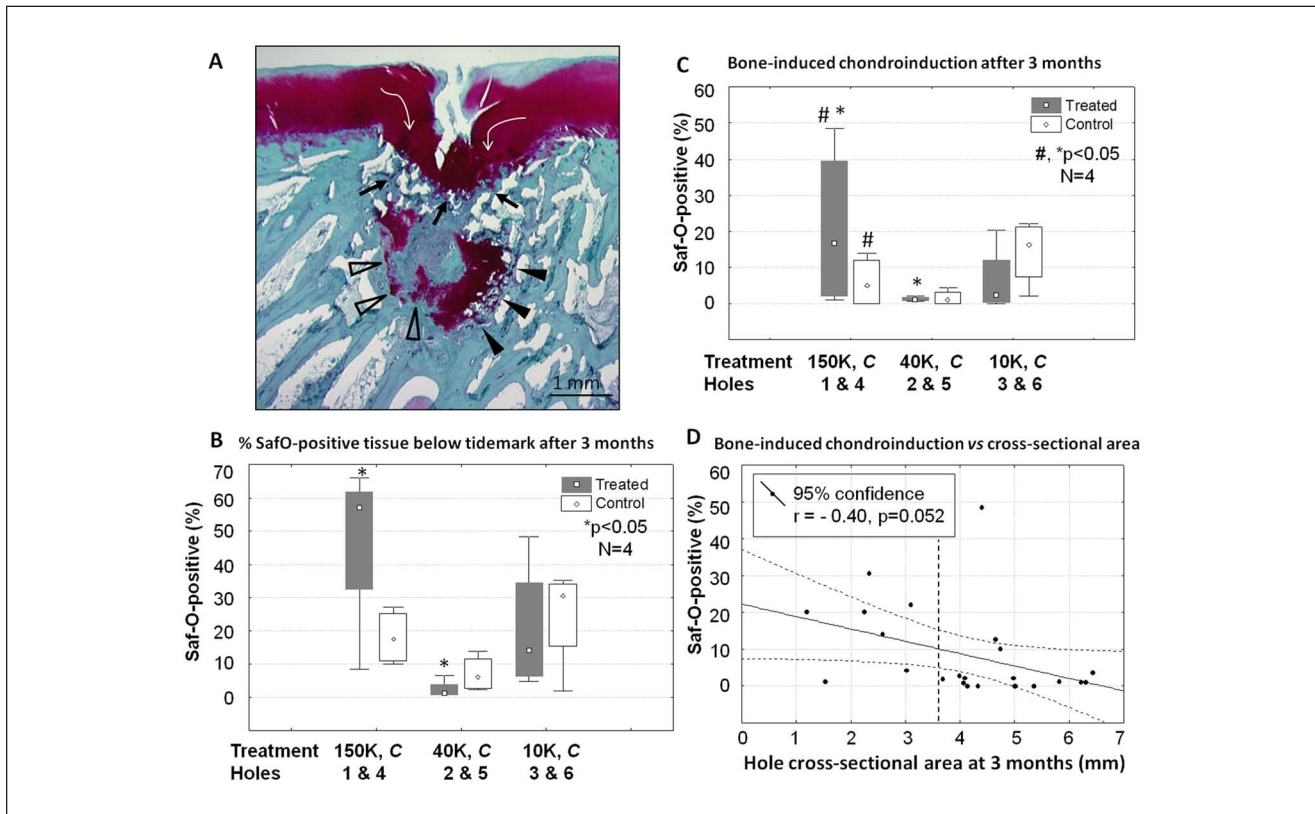 A
1 mm
B % SafO-positive tissue below tidemark after 3 months
Saf-O-positive (%)
70
60
50
40
30
20
10
0
*
*
Treated
Control
*p<0.05
N=4
Treatment 150K, C 40K, C 10K, C
Holes 1 & 4 2 & 5 3 & 6
C Bone-induced chondroinduction atfter 3 months
Saf-O-positive (%)
60
50
40
30
20
10
0
# *
#
*
Treated
Control
#, *p<0.05
N=4
Treatment 150K, C 40K, C 10K, C
Holes 1 & 4 2 & 5 3 & 6
D Bone-induced chondroinduction vs cross-sectional area
Saf-O-positive (%)
60
50
40
30
20
10
0
95% confidence
r = - 0.40, p=0.052
0 1 2 3 4 5 6 7
Hole cross-sectional area at 3 months (mm)